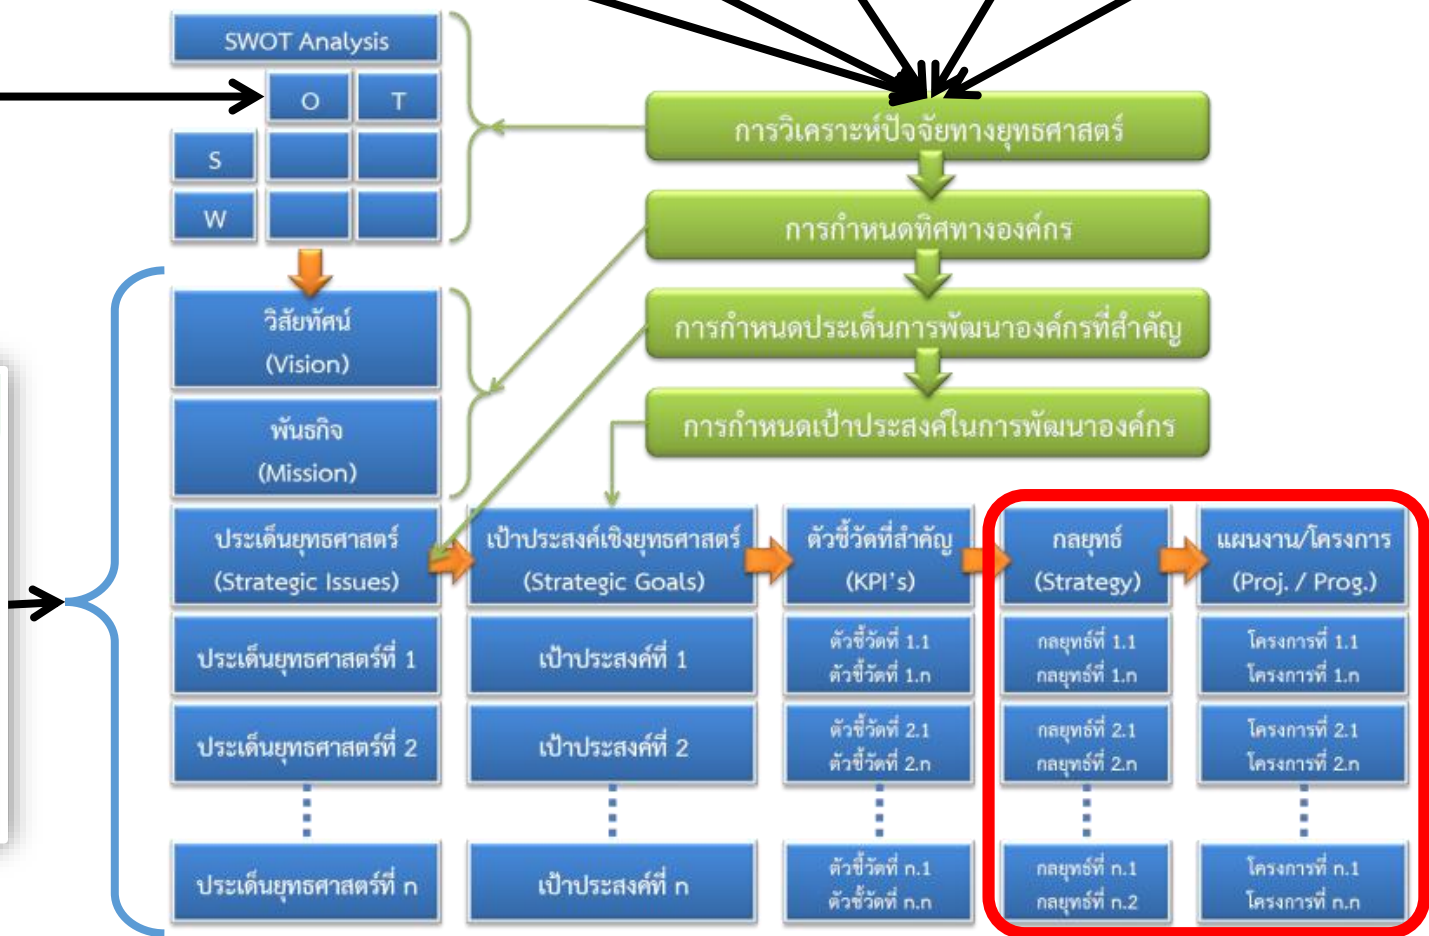 SWOT Analysis
O
T
S
W
การวิเคราะห์ปัจจัยทางยุทธศาสตร์
การกำหนดทิศทางองค์กร
การกำหนดประเด็นการพัฒนาองค์กรที่สำคัญ
การกำหนดเป้าประสงค์ในการพัฒนาองค์กร
วิสัยทัศน์
(Vision)
พันธกิจ
(Mission)
ประเด็นยุทธศาสตร์
(Strategic Issues)
เป้าประสงค์เชิงยุทธศาสตร์
(Strategic Goals)
ตัวชี้วัดที่สำคัญ
(KPI's)
กลยุทธ์
(Strategy)
แผนงาน/โครงการ
(Proj. / Prog.)
ประเด็นยุทธศาสตร์ที่ 1
เป้าประสงค์ที่ 1
ตัวชี้วัดที่ 1.1
ตัวชี้วัดที่ 1.n
กลยุทธ์ที่ 1.1
กลยุทธ์ที่ 1.n
โครงการที่ 1.1
โครงการที่ 1.n
ประเด็นยุทธศาสตร์ที่ 2
เป้าประสงค์ที่ 2
ตัวชี้วัดที่ 2.1
ตัวชี้วัดที่ 2.n
กลยุทธ์ที่ 2.1
กลยุทธ์ที่ 2.n
โครงการที่ 2.1
โครงการที่ 2.n
ประเด็นยุทธศาสตร์ที่ n
เป้าประสงค์ที่ n
ตัวชี้วัดที่ n.1
ตัวชี้วัดที่ n.n
กลยุทธ์ที่ n.1
กลยุทธ์ที่ n.2
โครงการที่ n.1
โครงการที่ n.n